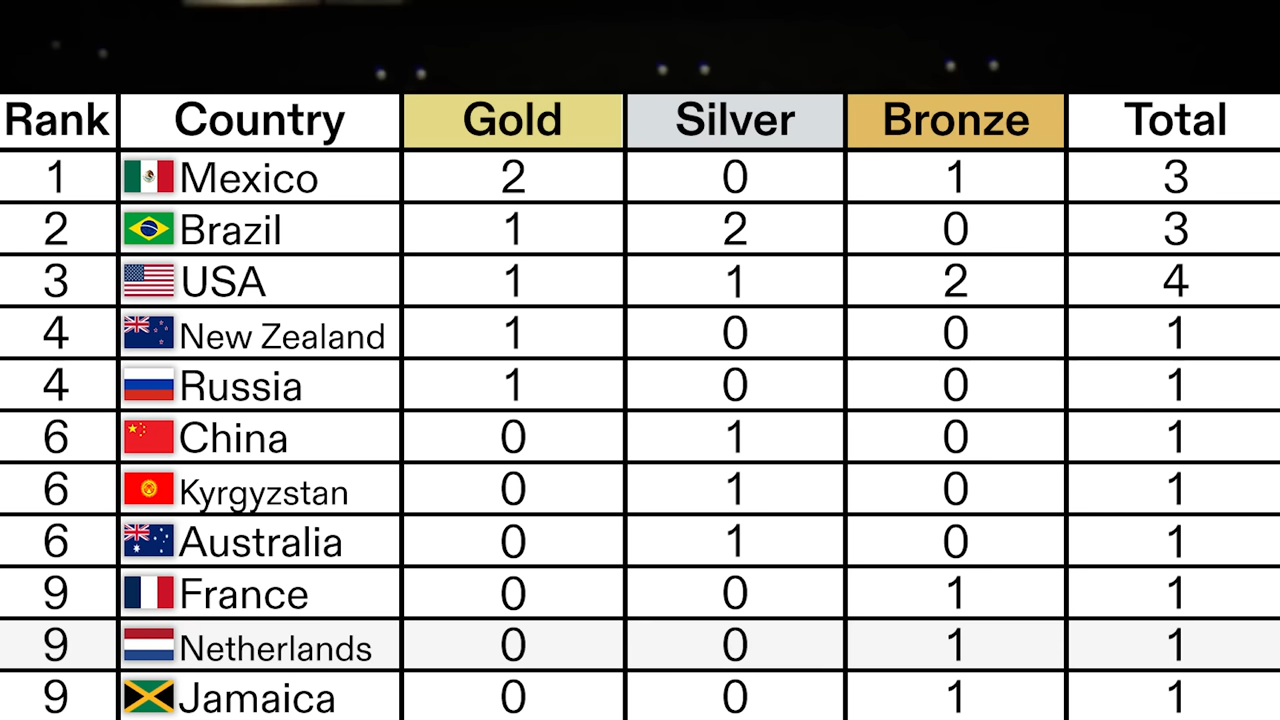 Rank Country Gold Silver Bronze Total
1 Mexico 2 0 1 3
2 Brazil 1 2 0 3
3 USA 1 1 2 4
4 New Zealand 1 0 0 1
4 Russia 1 0 0 1
6 China 0 1 0 1
6 Kyrgyzstan 0 1 0 1
6 Australia 0 1 0 1
9 France 0 0 1 1
9 Netherlands 0 0 1 1
9 Jamaica 0 0 1 1